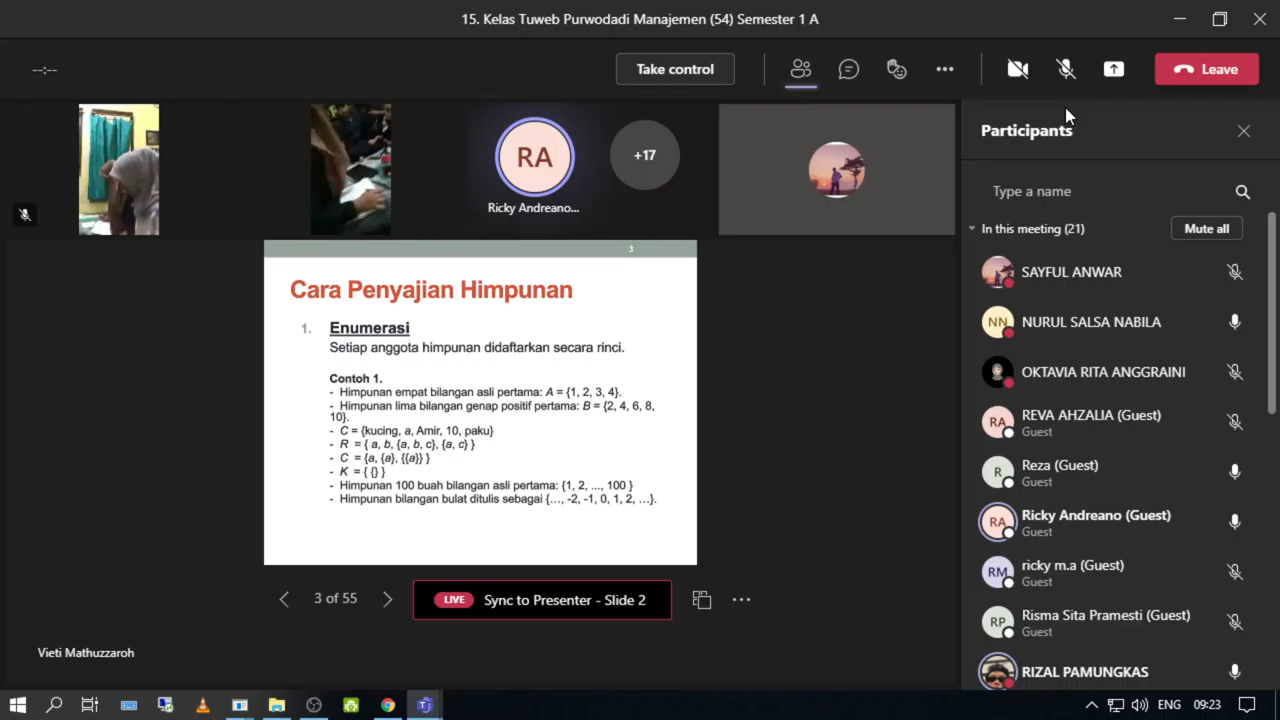 15. Kelas Tuweb Purwodadi Manajemen (54) Semester 1 A
--:--
Take control
Leave
RA
Ricky Andreano...
+17
Participants
Type a name
In this meeting (21)
Mute all
SAYFUL ANWAR
NN
NURUL SALSA NABILA
OKTAVIA RITA ANGGRAINI
RA
REVA AHZALIA (Guest)
Guest
R
Reza (Guest)
Guest
RA
Ricky Andreano (Guest)
Guest
RM
ricky m.a (Guest)
Guest
RP
Risma Sita Pramesti (Guest)
Guest
RIZAL PAMUNGKAS
3
Cara Penyajian Himpunan
1. Enumerasi
Setiap anggota himpunan didaftarkan secara rinci.
Contoh 1.
- Himpunan empat bilangan asli pertama: A = {1, 2, 3, 4}.
- Himpunan lima bilangan genap positif pertama: B = {2, 4, 6, 8,
10}.
- C = {kucing, a, Amir, 10, paku}
- R = { a, b, {a, b, c}, {a, c} }
- C = {a, {a}, {{a}} }
- K = { {} }
- Himpunan 100 buah bilangan asli pertama: {1, 2, ..., 100 }
- Himpunan bilangan bulat ditulis sebagai {…, -2, -1, 0, 1, 2, …}.
3 of 55
LIVE Sync to Presenter - Slide 2
Vieti Mathuzzaroh
ENG
09:23